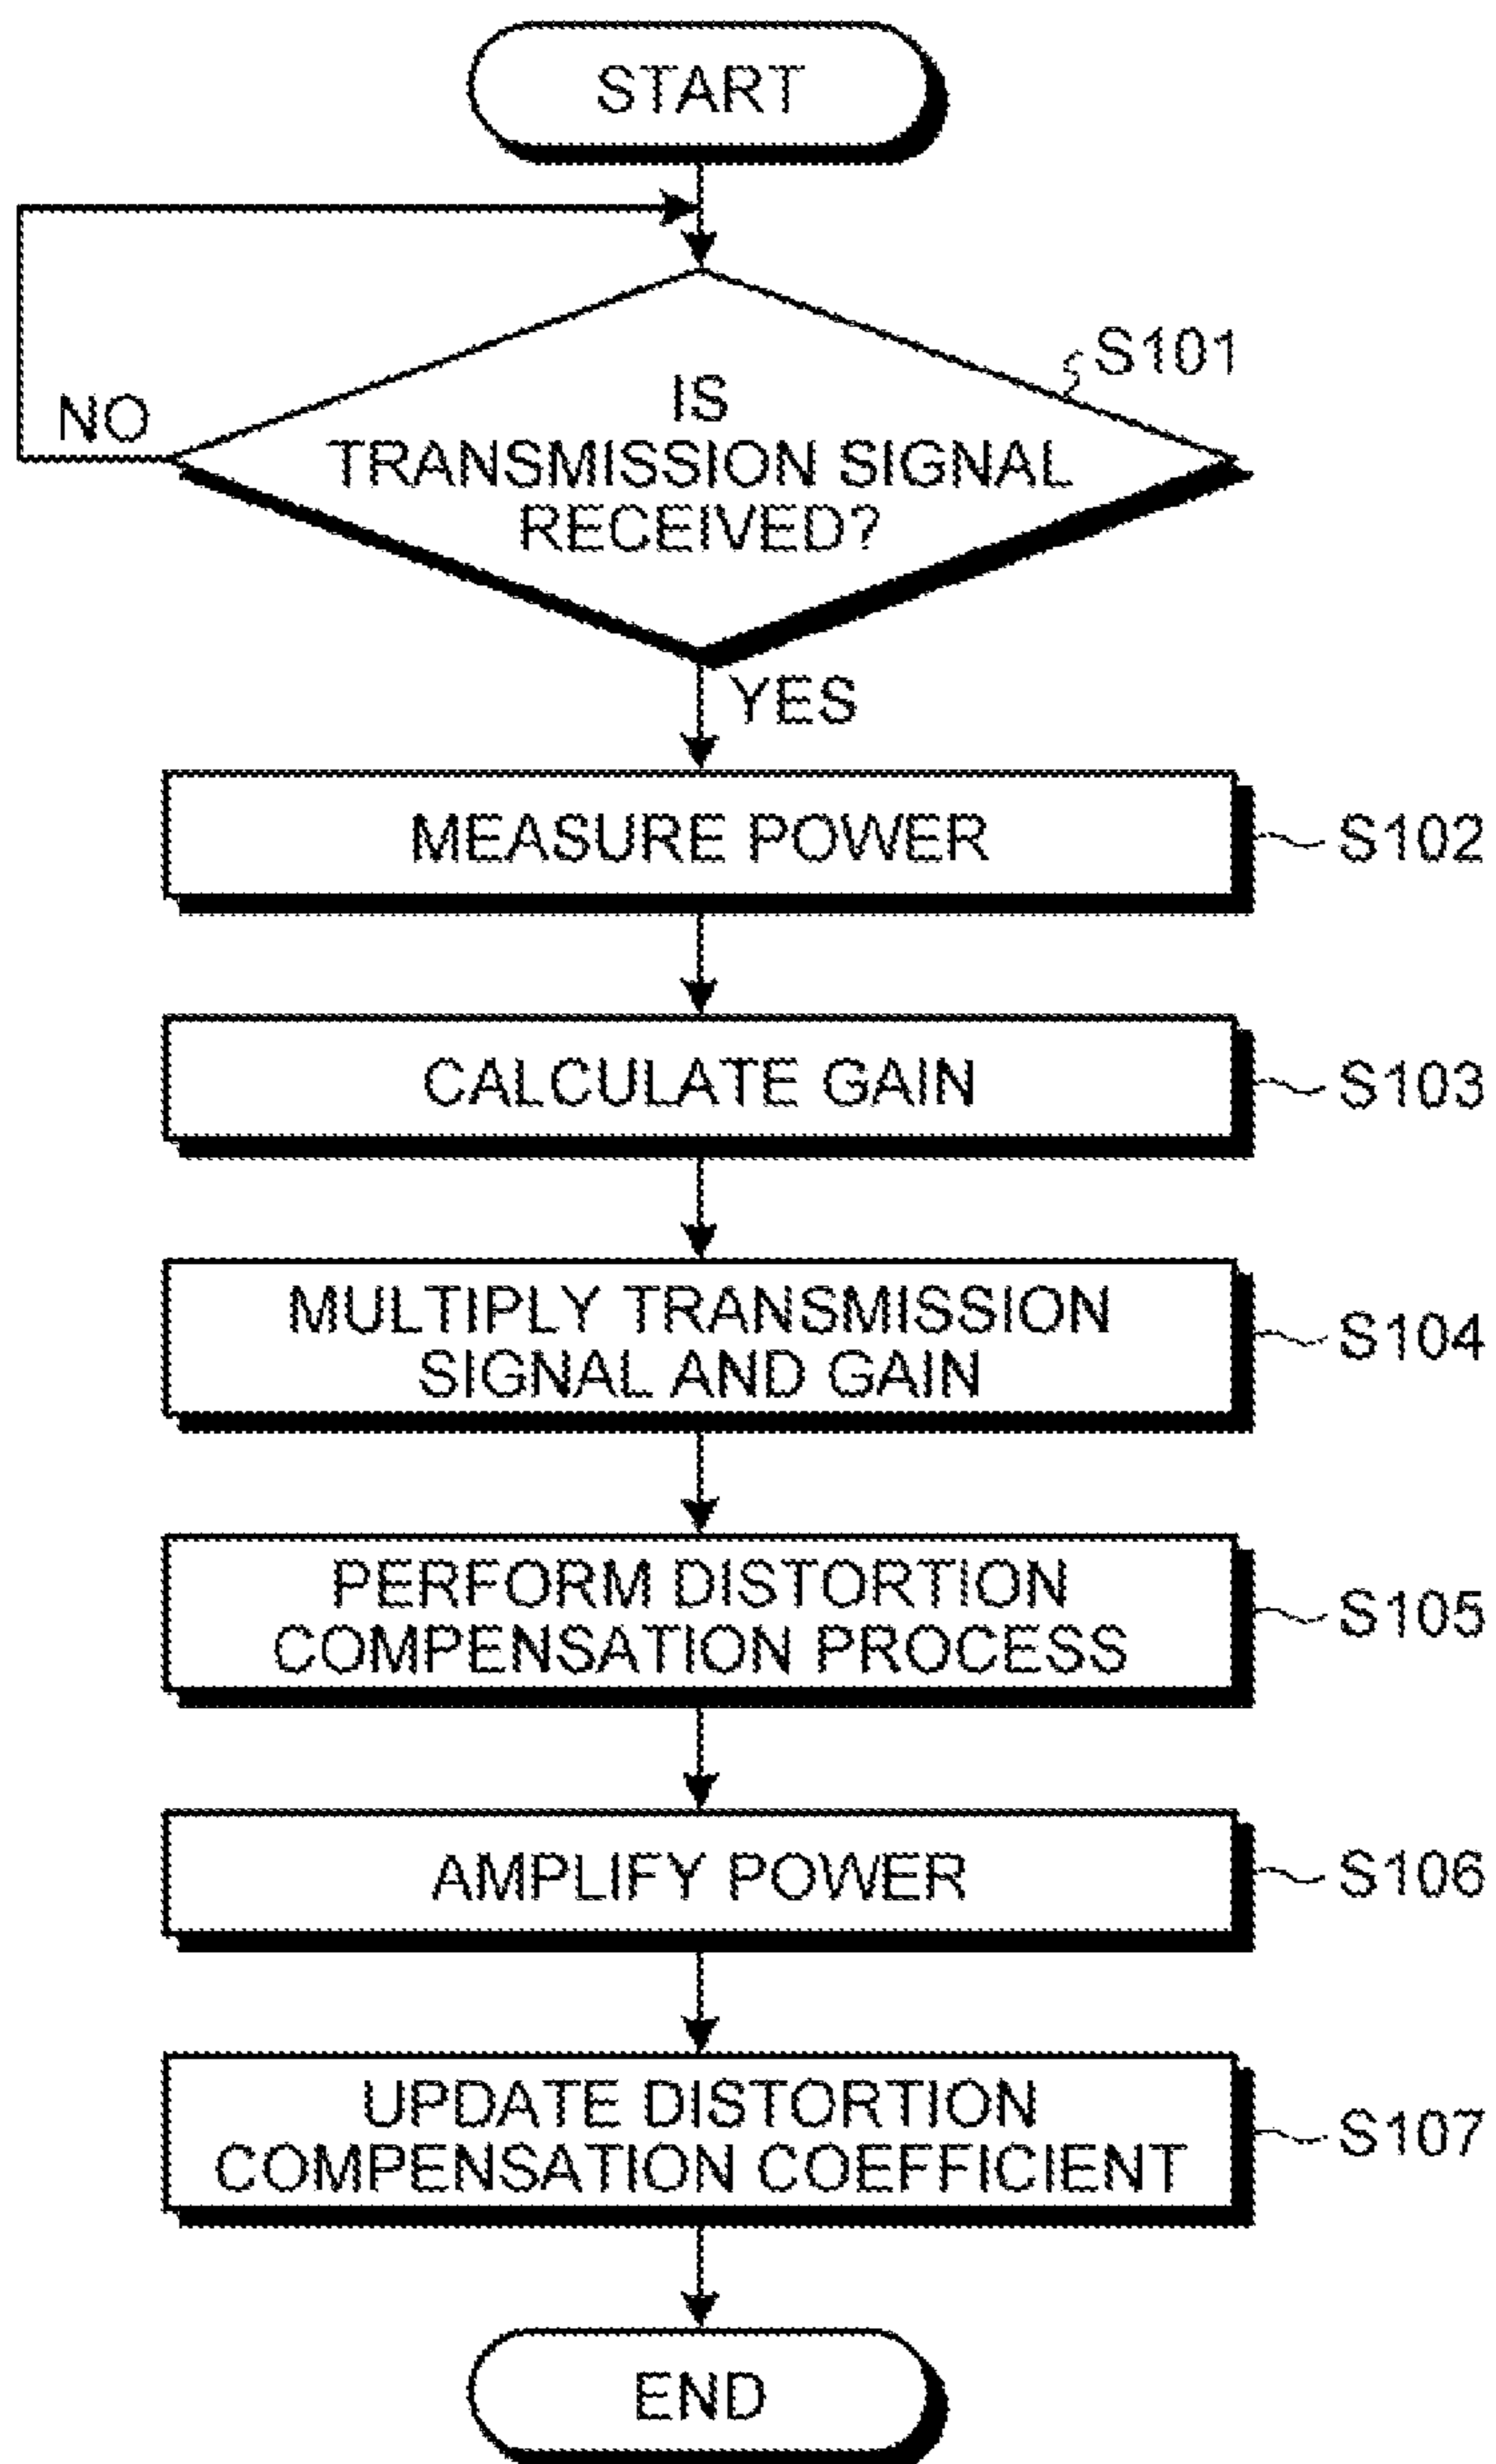 START
S101
IS
TRANSMISSION SIGNAL
RECEIVED?
NO
YES
MEASURE POWER
S102
CALCULATE GAIN
S103
MULTIPLY TRANSMISSION
SIGNAL AND GAIN
S104
PERFORM DISTORTION
COMPENSATION PROCESS
S105
AMPLIFY POWER
S106
UPDATE DISTORTION
COMPENSATION COEFFICIENT
S107
END